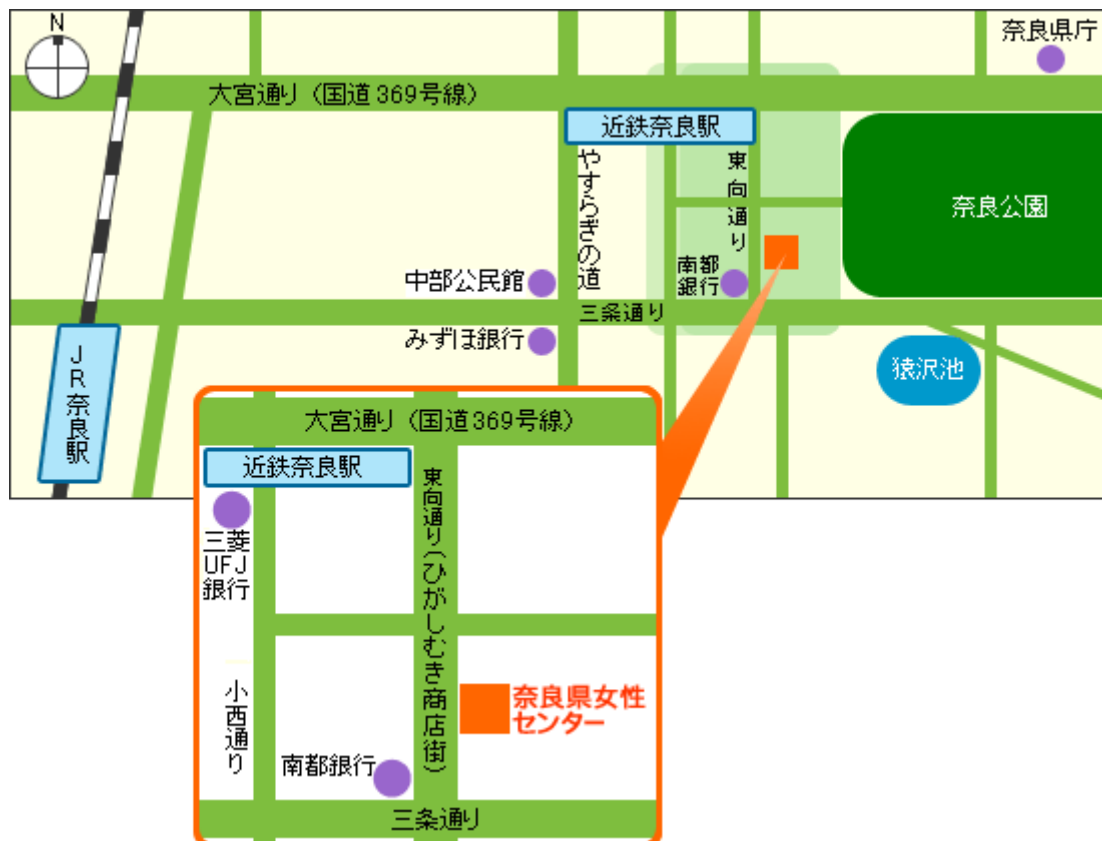 N
奈良県庁
大宮通り（国道369号線）
近鉄奈良駅
やすらぎの道
東向通り
奈良公園
中部公民館
南都
銀行
三条通り
みずほ銀行
猿沢池
JR奈良駅
大宮通り（国道369号線）
近鉄奈良駅
三菱
UFJ
銀行
東向通り(ひがしむき商店街)
小西通り
奈良県女性
センター
南都銀行
三条通り